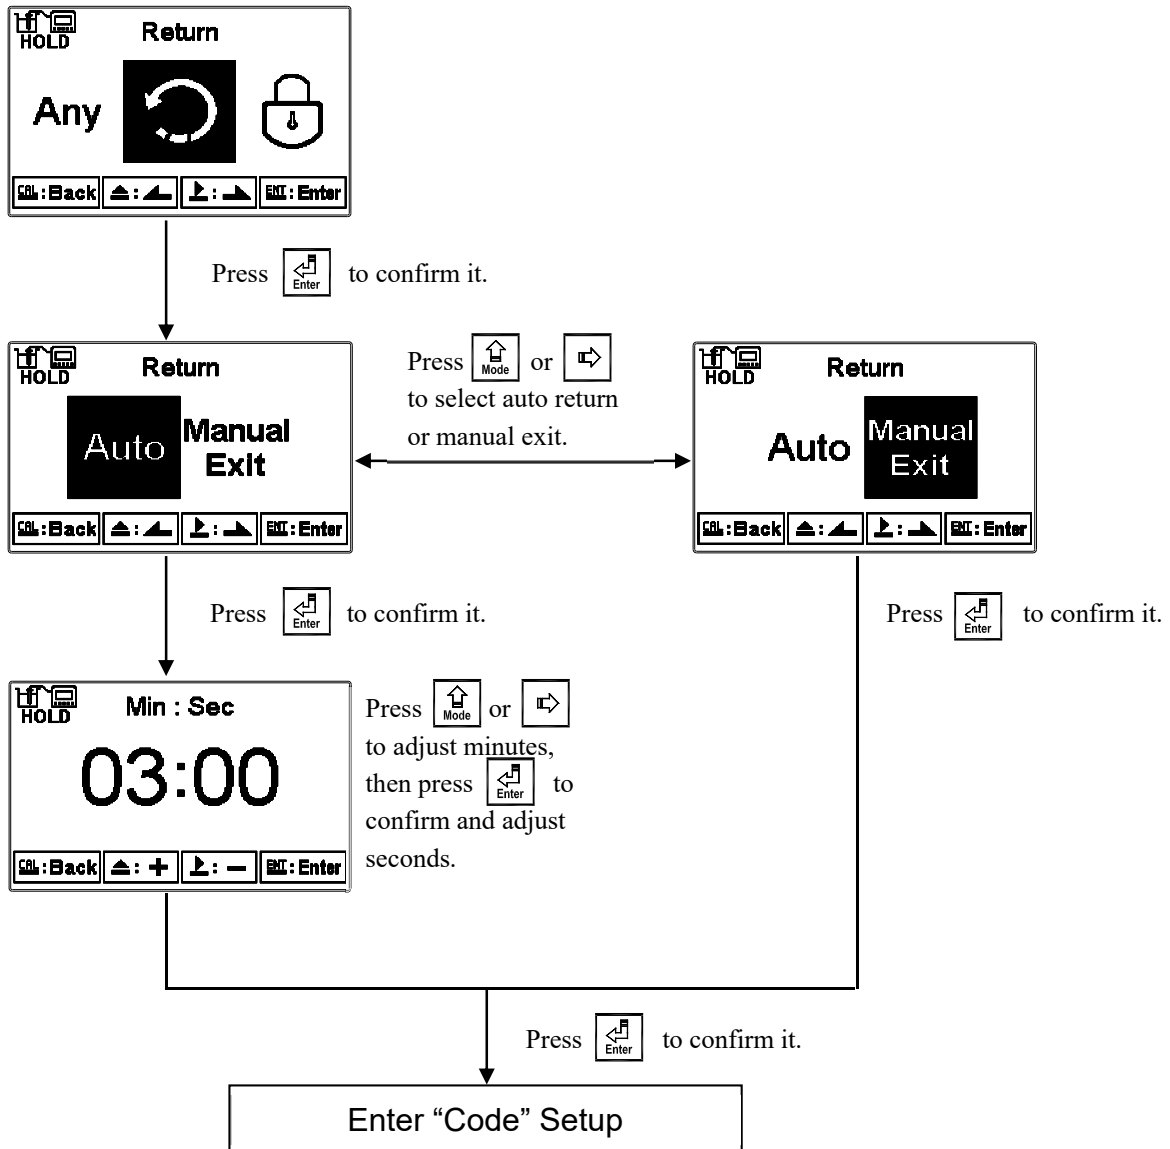 HOLD
Return
Any
CAL:Back
:
:
ENT:Enter
Press Enter to confirm it.
HOLD
Return
Auto
Manual
Exit
CAL:Back
:
:
ENT:Enter
Press Mode or
to select auto return
or manual exit.
HOLD
Return
Auto
Manual
Exit
CAL:Back
:
:
ENT:Enter
Press Enter to confirm it.
Press Enter to confirm it.
HOLD
Min : Sec
03:00
CAL:Back
: +
: −
ENT:Enter
Press Mode or
to adjust minutes,
then press Enter to
confirm and adjust
seconds.
Press Enter to confirm it.
Enter “Code” Setup